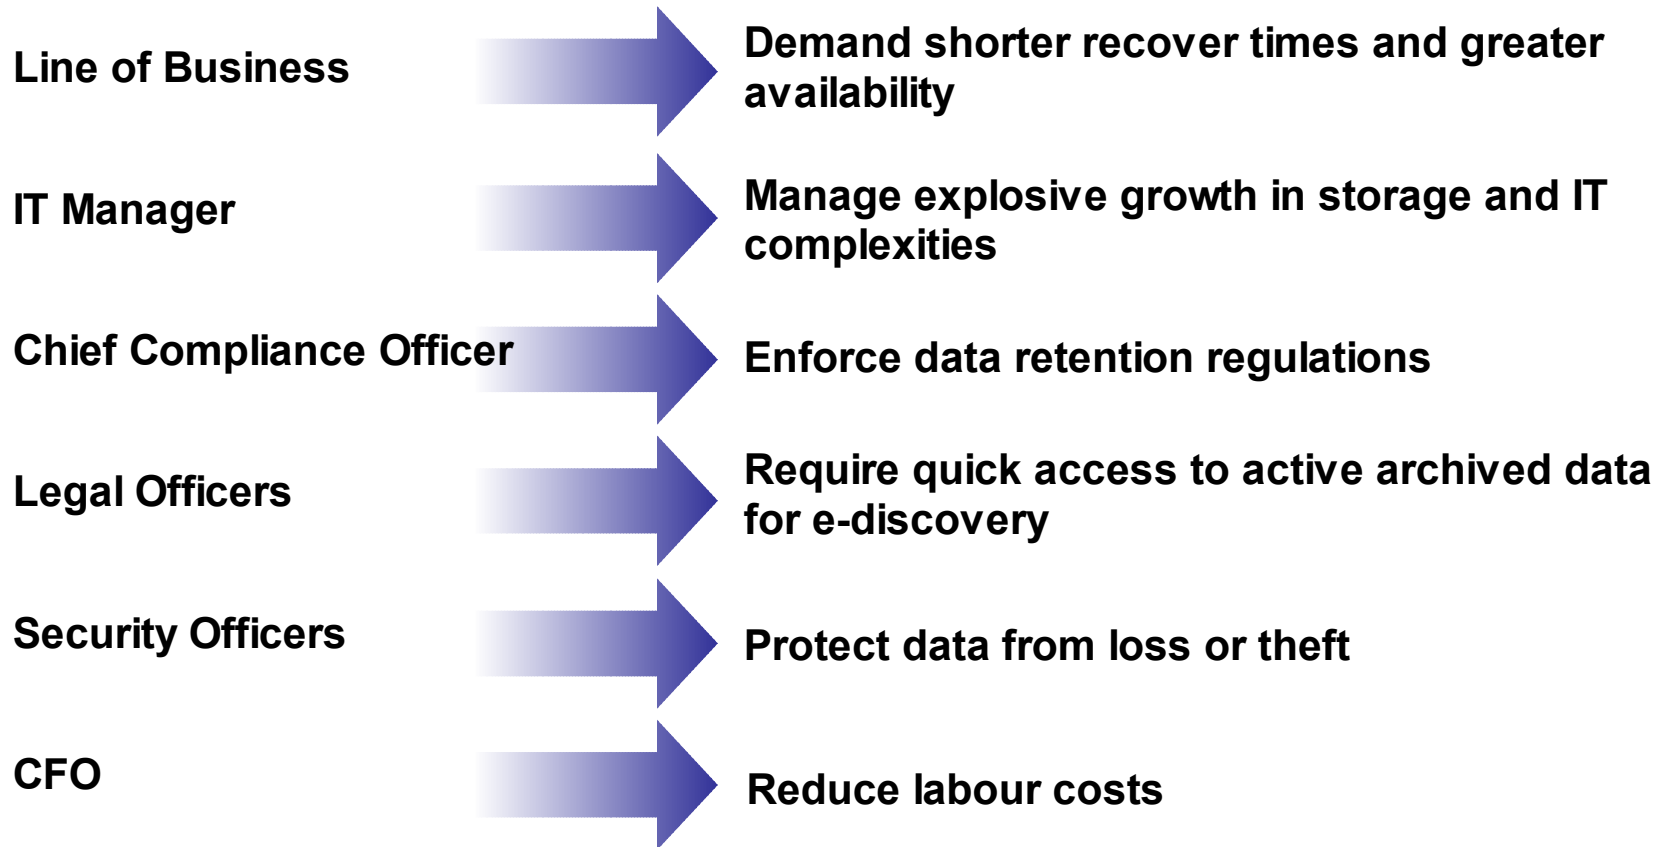 Line of Business
Demand shorter recover times and greater
availability
IT Manager
Manage explosive growth in storage and IT
complexities
Chief Compliance Officer
Enforce data retention regulations
Legal Officers
Require quick access to active archived data
for e-discovery
Security Officers
Protect data from loss or theft
CFO
Reduce labour costs